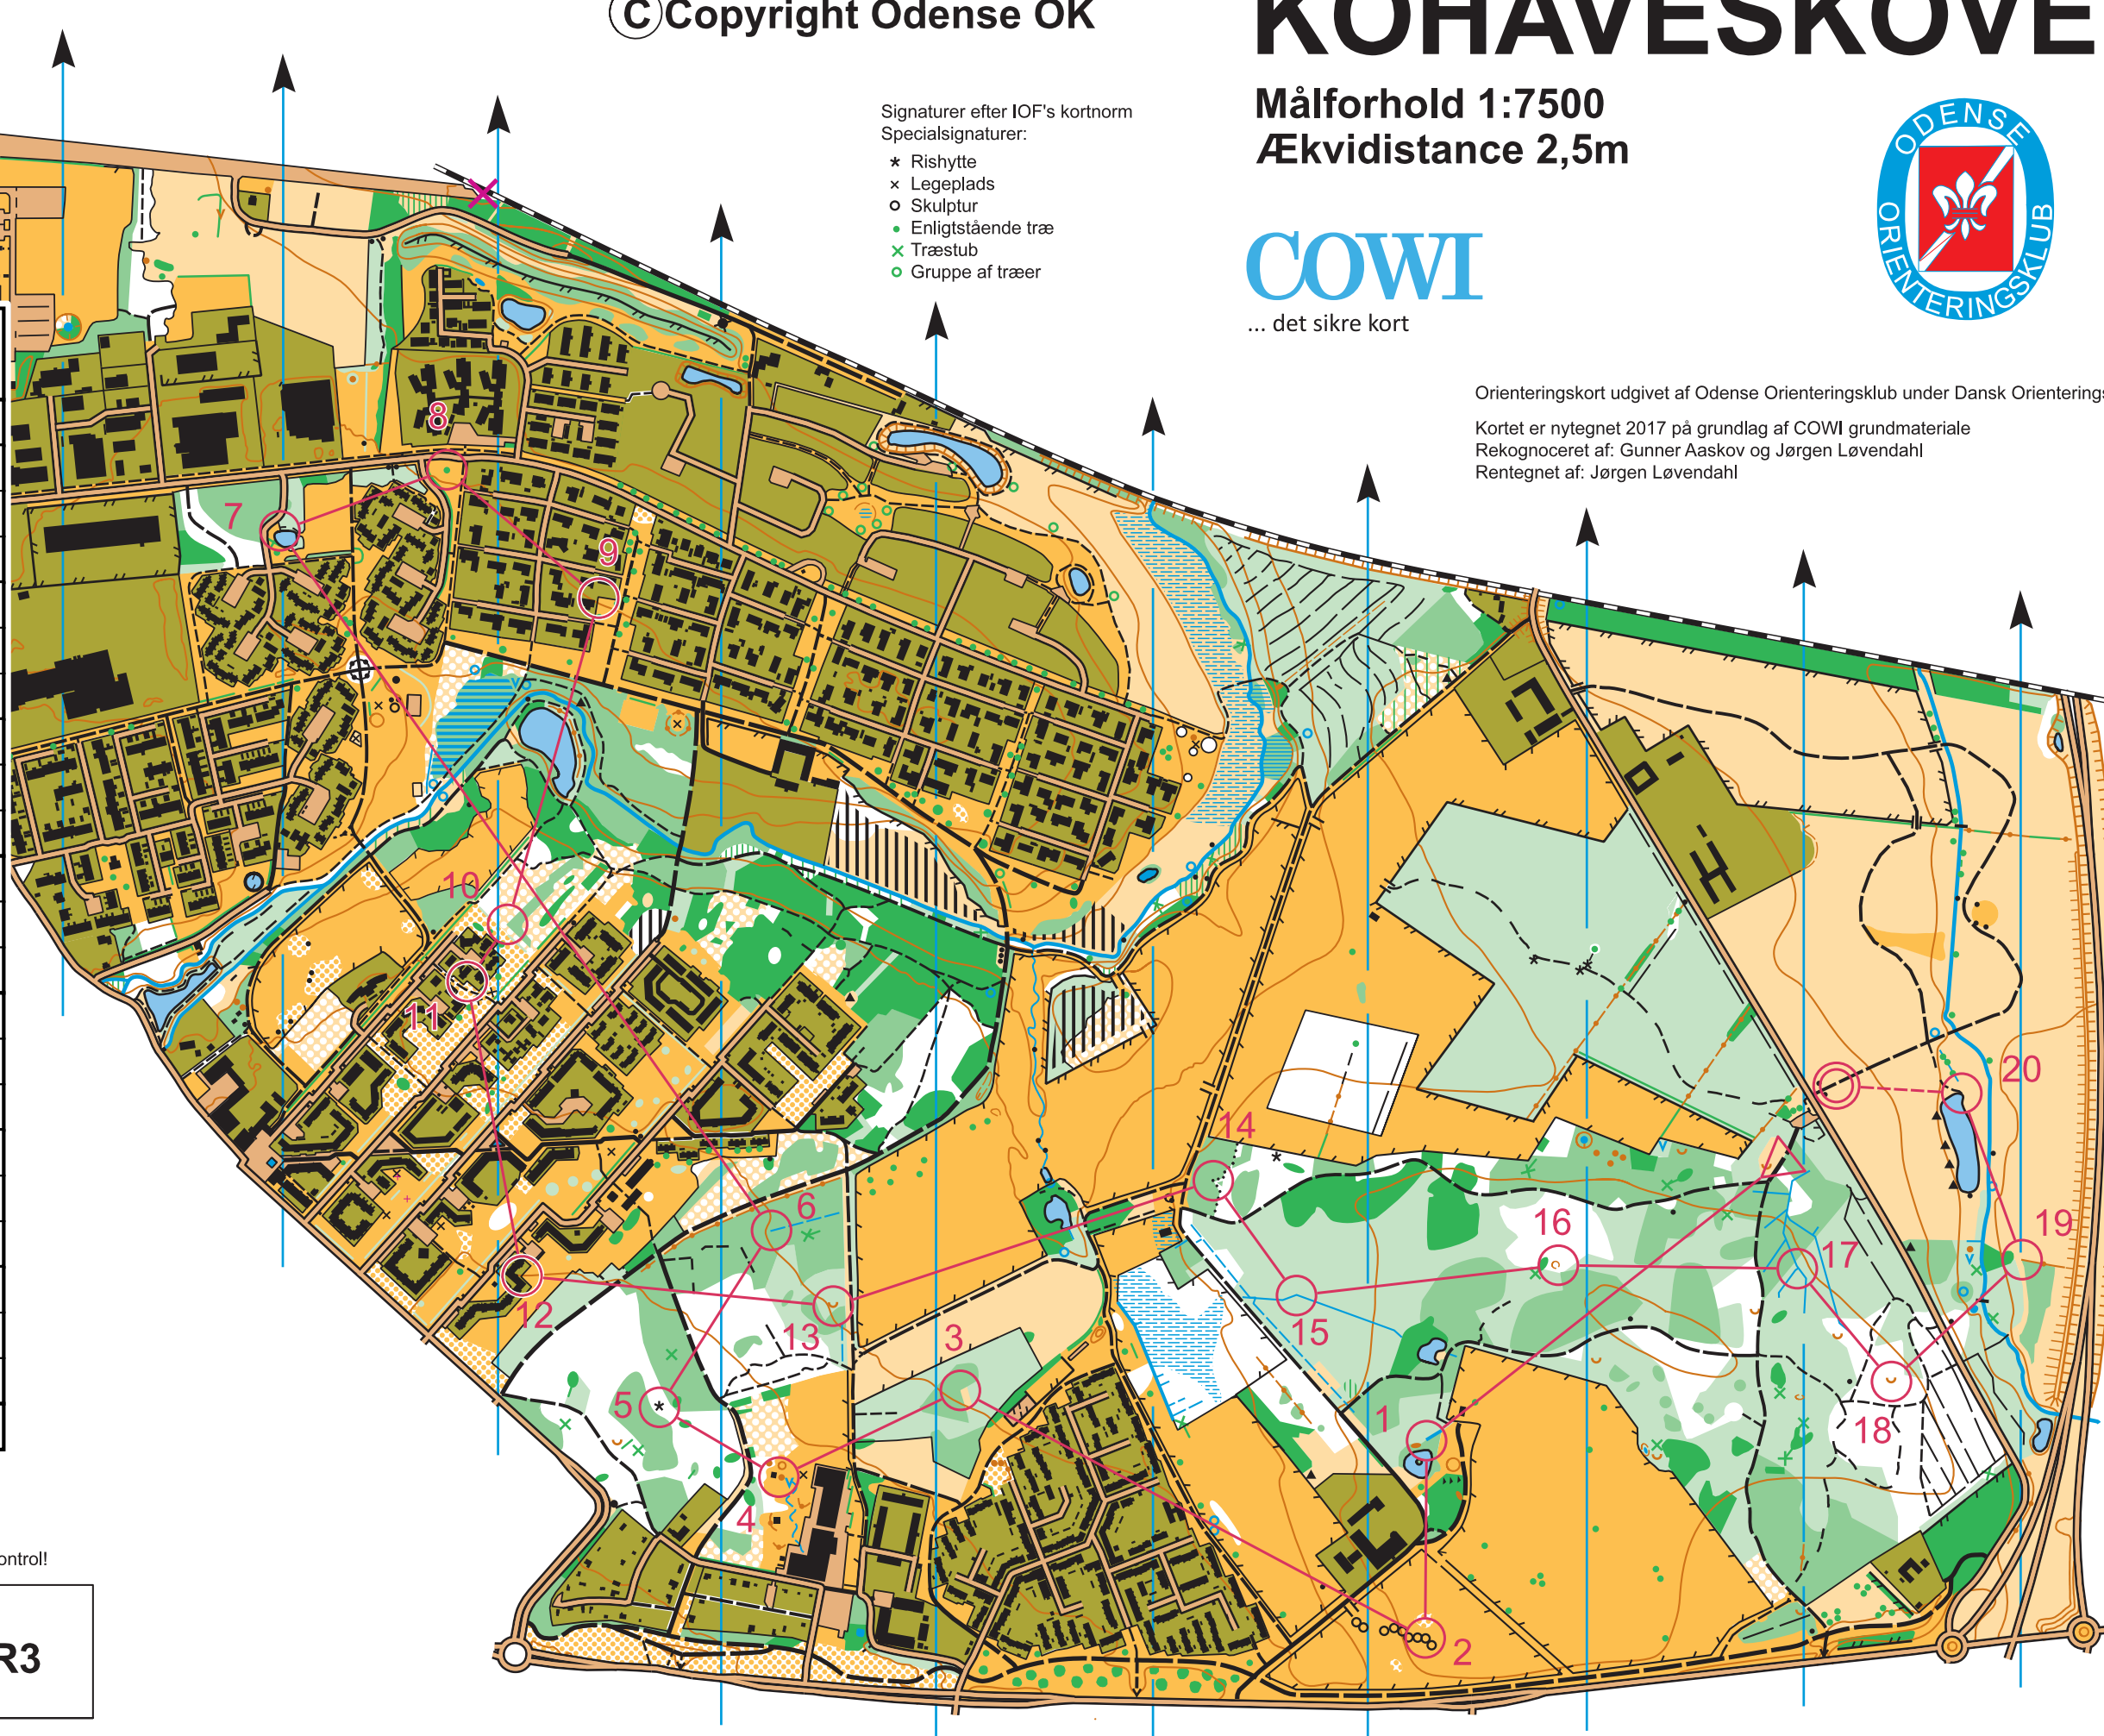 ©Copyright Odense OK
KOHAVESKOVE
Målforhold 1:7500
Ækvidistance 2,5m
Signaturer efter IOF's kortnorm
Specialsignaturer:
Rishytte
Legeplads
Skulptur
Enligtstående træ
Træstub
Gruppe af træer
COWI
... det sikre kort
ODENSE
ORIENTERINGSKLUB
Orienteringskort udgivet af Odense Orienteringsklub under Dansk Orienterings
Kortet er nytegnet 2017 på grundlag af COWI grundmateriale
Rekognoceret af: Gunner Aaskov og Jørgen Løvendahl
Rentegnet af: Jørgen Løvendahl
8
7
9
10
11
14
20
6
16
19
17
12
13
3
15
5
1
18
4
2
ontrol!
R3